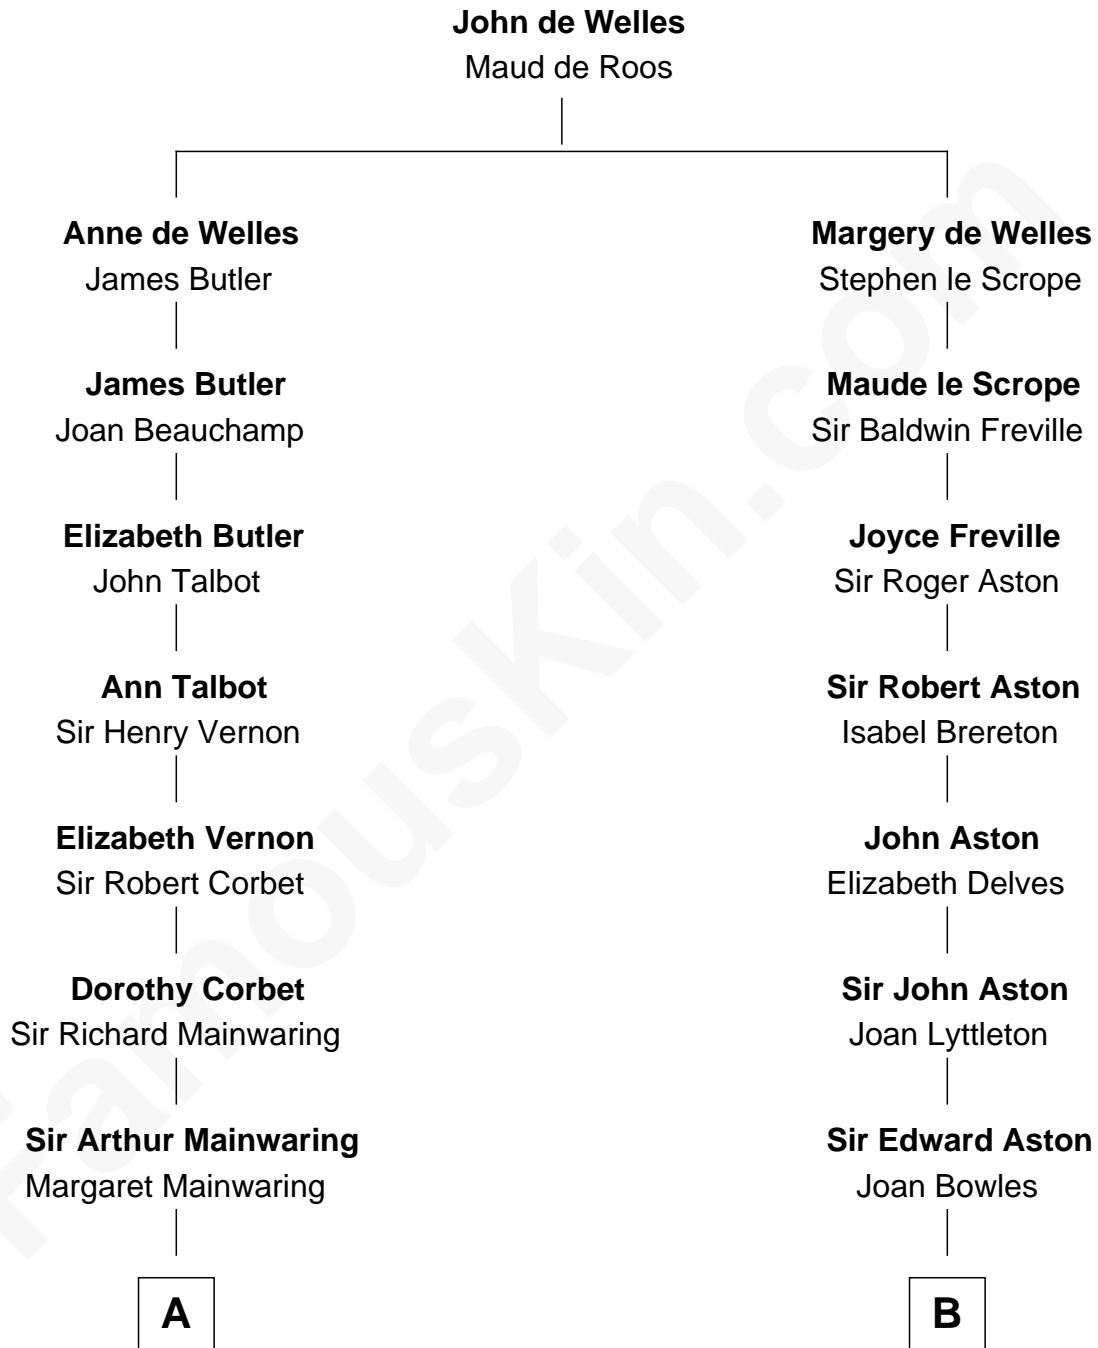 John de Welles
Maud de Roos
Anne de Welles
James Butler
Margery de Welles
Stephen le Scrope
James Butler
Joan Beauchamp
Maude le Scrope
Sir Baldwin Freville
Elizabeth Butler
John Talbot
Joyce Freville
Sir Roger Aston
Ann Talbot
Sir Henry Vernon
Sir Robert Aston
Isabel Brereton
Elizabeth Vernon
Sir Robert Corbet
John Aston
Elizabeth Delves
Dorothy Corbet
Sir Richard Mainwaring
Sir John Aston
Joan Lyttleton
Sir Arthur Mainwaring
Margaret Mainwaring
Sir Edward Aston
Joan Bowles
A
B
FamousKin.com